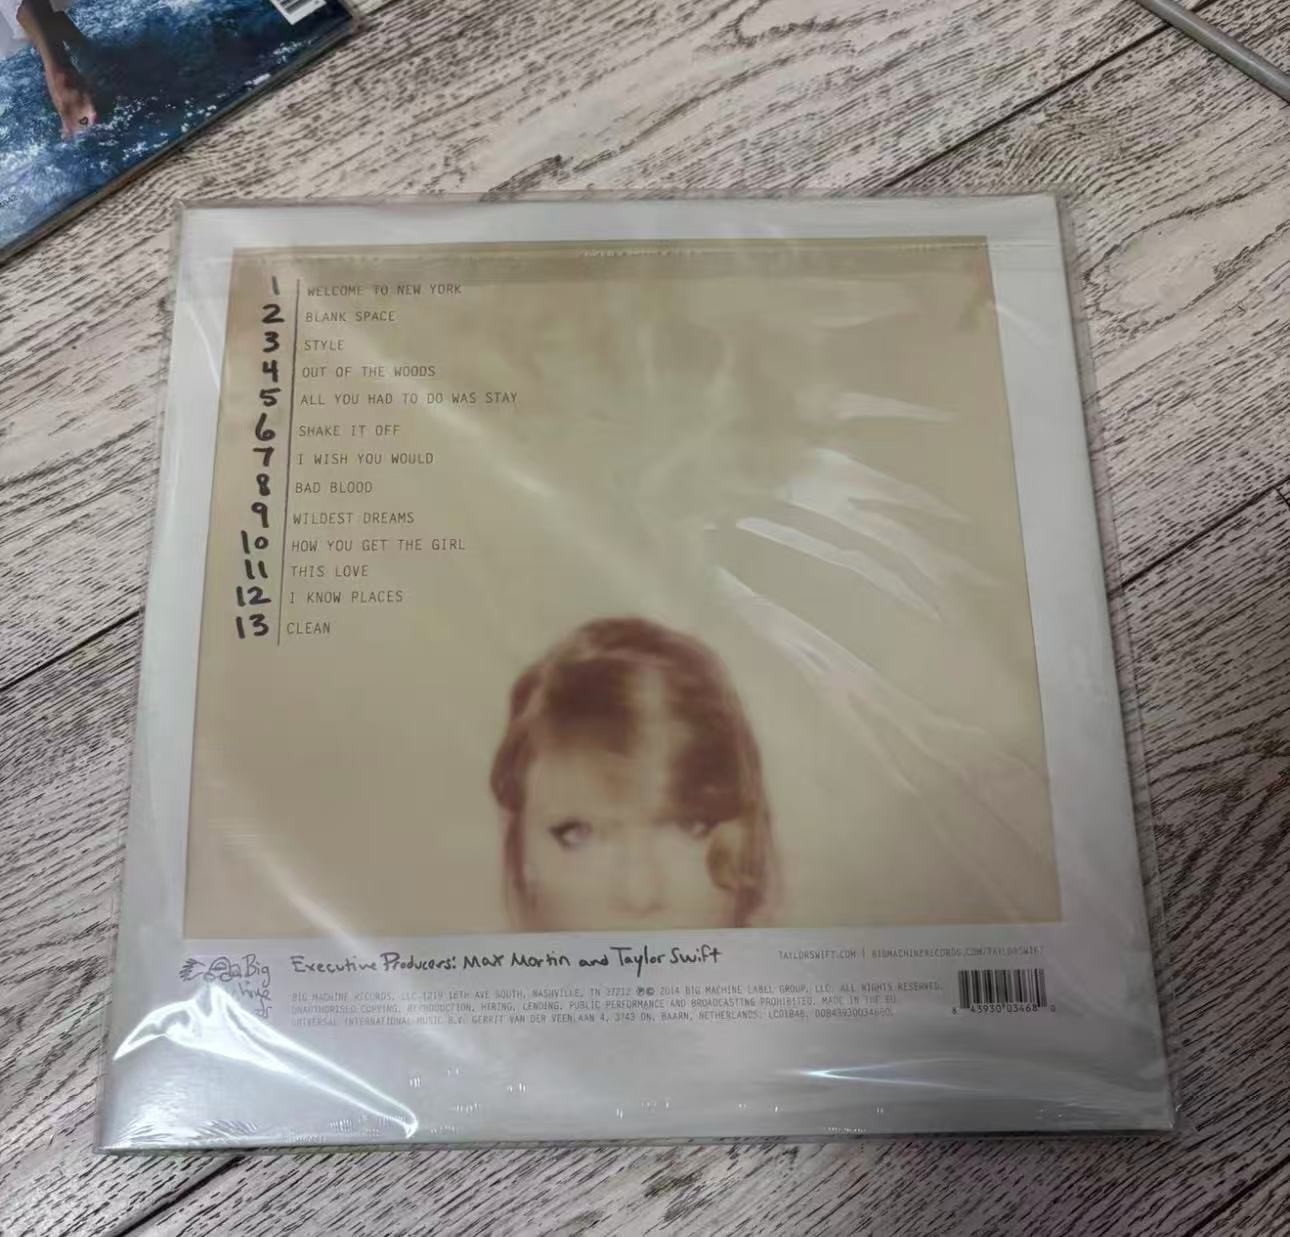 1 WELCOME TO NEW YORK
2 BLANK SPACE
3 STYLE
4 OUT OF THE WOODS
5 ALL YOU HAD TO DO WAS STAY
6 SHAKE IT OFF
7 I WISH YOU WOULD
8 BAD BLOOD
9 WILDEST DREAMS
10 HOW YOU GET THE GIRL
11 THIS LOVE
12 I KNOW PLACES
13 CLEAN
Big
Executive Producers: Max Martin and Taylor Swift
TAYLORSWIFT.COM | BIGMACHINERECORDS.COM/TAYLORSWIFT
BIG MACHINE RECORDS, LLC 1219 16TH AVE SOUTH, NASHVILLE, TN 37212 ℗© 2014 BIG MACHINE LABEL GROUP, LLC. ALL RIGHTS RESERVED.
UNAUTHORISED COPYING, REPRODUCTION, HIRING, LENDING, PUBLIC PERFORMANCE AND BROADCASTING PROHIBITED. MADE IN THE EU.
UNIVERSAL INTERNATIONAL MUSIC B.V. GERRIT VAN DER VEENLAAN 4, 3743 DN, BAARN, NETHERLANDS.
8 43930 03468 0